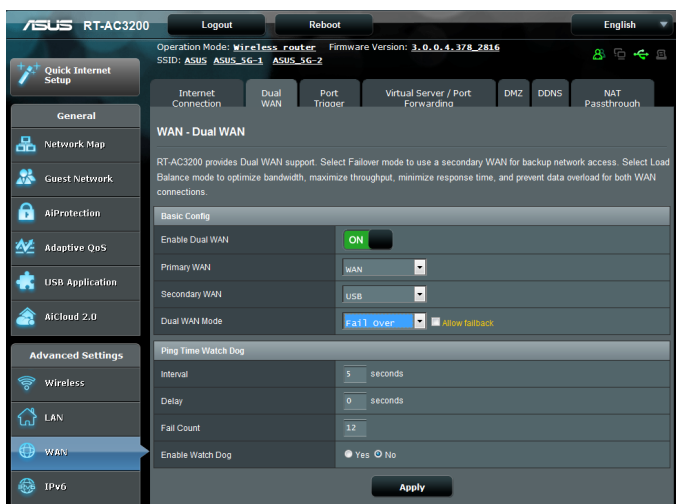 ASUS RT-AC3200 Logout Reboot English
Operation Mode: Wireless router Firmware Version: 3.0.0.4.378_2816
SSID: ASUS ASUS_5G-1 ASUS_5G-2
Quick Internet
Setup
General
Network Map
Guest Network
AiProtection
Adaptive QoS
USB Application
AiCloud 2.0
Advanced Settings
Wireless
LAN
WAN
IPv6
Internet
Connection
Dual
WAN
Port
Trigger
Virtual Server / Port
Forwarding
DMZ
DDNS
NAT
Passthrough
WAN - Dual WAN
RT-AC3200 provides Dual WAN support. Select Failover mode to use a secondary WAN for backup network access. Select Load
Balance mode to optimize bandwidth, maximize throughput, minimize response time, and prevent data overload for both WAN
connections.
Basic Config
Enable Dual WAN ON
Primary WAN WAN
Secondary WAN USB
Dual WAN Mode Fail Over Allow failback
Ping Time Watch Dog
Interval 5 seconds
Delay 0 seconds
Fail Count 12
Enable Watch Dog Yes No
Apply